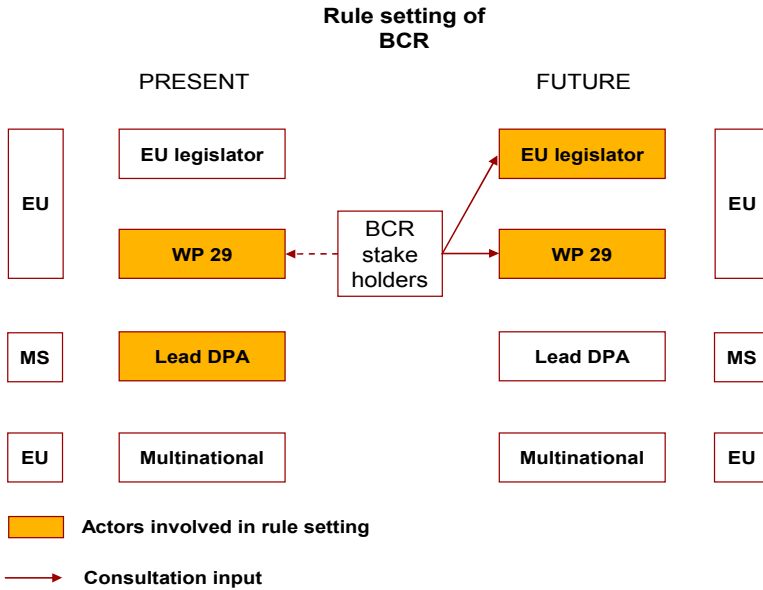 Rule setting of
BCR
PRESENT
FUTURE
EU
EU legislator
EU legislator
EU
WP 29
BCR
stake
holders
WP 29
MS
Lead DPA
Lead DPA
MS
EU
Multinational
Multinational
EU
Actors involved in rule setting
Consultation input